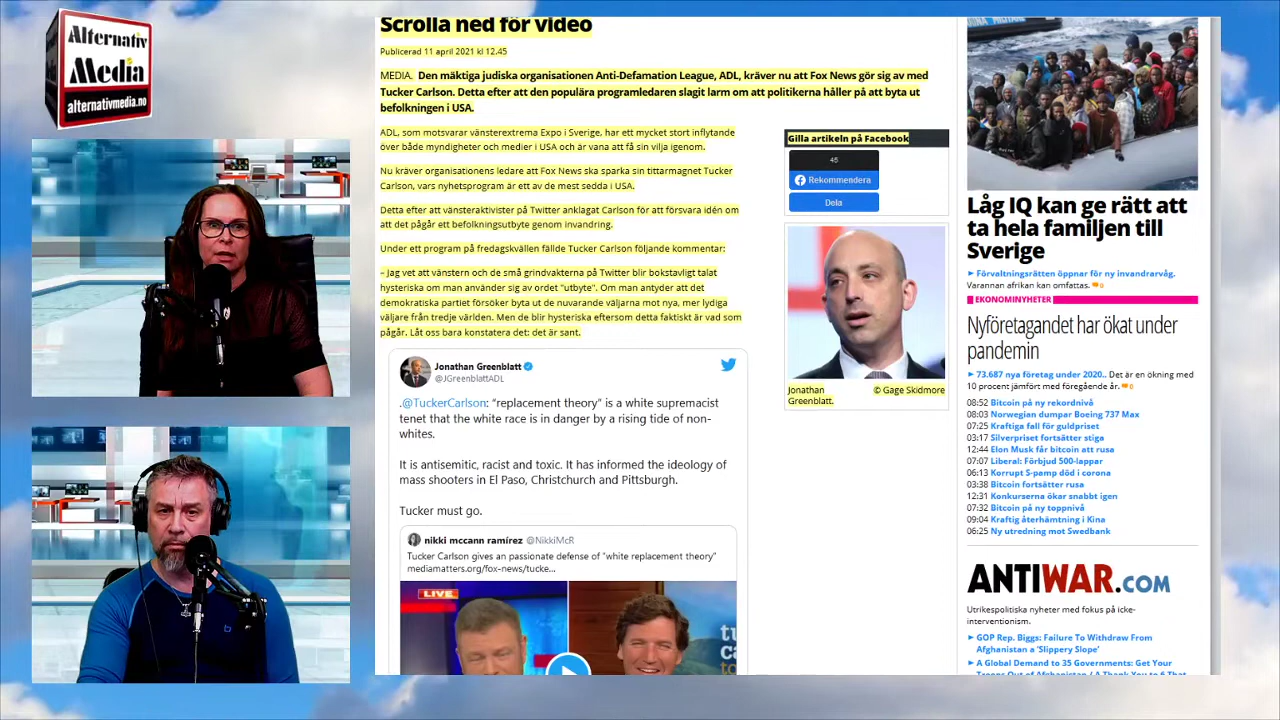 Alternativ
Media
alternativmedia.no
Scrolla ned för video
Publicerad 11 april 2021 kl 12.45
MEDIA. Den mäktiga judiska organisationen Anti-Defamation League, ADL, kräver nu att Fox News gör sig av med
Tucker Carlson. Detta efter att den populära programledaren slagit larm om att politikerna håller på att byta ut
befolkningen i USA.
ADL, som motsvarar vänsterextrema Expo i Sverige, har ett mycket stort inflytande
över både myndigheter och medier i USA och är vana att få sin vilja igenom.
Nu kräver organisationens ledare att Fox News ska sparka sin tittarmagnet Tucker
Carlson, vars nyhetsprogram är ett av de mest sedda i USA.
Detta efter att vänsteraktivister på Twitter anklagat Carlson för att försvara idén om
att det pågår ett befolkningsutbyte genom invandring.
Under ett program på fredagskvällen fällde Tucker Carlson följande kommentar:
– Jag vet att vänstern och de små grindvakterna på Twitter blir bokstavligt talat
hysteriska om man använder sig av ordet "utbyte". Om man antyder att det
demokratiska partiet försöker byta ut de nuvarande väljarna mot nya, mer lydiga
väljare från tredje världen. Men de blir hysteriska eftersom detta faktiskt är vad som
pågår. Låt oss bara konstatera det: det är sant.
Jonathan Greenblatt
@JGreenblattADL
.@TuckerCarlson: “replacement theory” is a white supremacist
tenet that the white race is in danger by a rising tide of non-
whites.
It is antisemitic, racist and toxic. It has informed the ideology of
mass shooters in El Paso, Christchurch and Pittsburgh.
Tucker must go.
nikki mccann ramírez @NikkiMcR
Tucker Carlson gives an passionate defense of “white replacement theory”
mediamatters.org/fox-news/tucke...
LIVE
tu
ca
to
Gilla artikeln på Facebook
46
Rekommendera
Dela
Jonathan
Greenblatt.
© Gage Skidmore
Låg IQ kan ge rätt att
ta hela familjen till
Sverige
Förvaltningsrätten öppnar för ny invandrarvåg.
Varannan afrikan kan omfattas. 0
EKONOMINYHETER
Nyföretagandet har ökat under
pandemin
73.687 nya företag under 2020.. Det är en ökning med
10 procent jämfört med föregående år. 0
08:52 Bitcoin på ny rekordnivå
08:03 Norwegian dumpar Boeing 737 Max
07:25 Kraftiga fall för guldpriset
03:17 Silverpriset fortsätter stiga
12:44 Elon Musk får bitcoin att rusa
07:07 Liberal: Förbjud 500-lappar
06:13 Korrupt S-pamp död i corona
03:38 Bitcoin fortsätter rusa
12:31 Konkurserna ökar snabbt igen
07:32 Bitcoin på ny toppnivå
09:04 Kraftig återhämtning i Kina
06:25 Ny utredning mot Swedbank
ANTIWAR.COM
Utrikespolitiska nyheter med fokus på icke-
interventionism.
GOP Rep. Biggs: Failure To Withdraw From
Afghanistan a ‘Slippery Slope’
A Global Demand to 35 Governments: Get Your
Troops Out of Afghanistan / A Thank You to 6 That